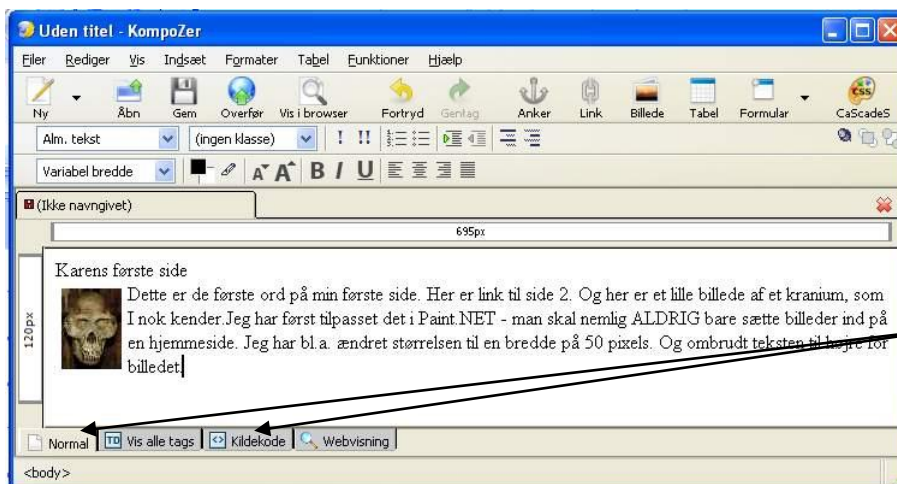 Uden titel - KompoZer
Filer Rediger Vis Indsæt Formater Tabel Funktioner Hjælp
Ny Åbn Gem Overfør Vis i browser Fortryd Gentag Anker Link Billede Tabel Formular CaScadeS
Alm. tekst (ingen klasse) ! !!
Variabel bredde A A B I U
(Ikke navngivet)
695px
Karens første side
Dette er de første ord på min første side. Her er link til side 2. Og her er et lille billede af et kranium, som
I nok kender.Jeg har først tilpasset det i Paint.NET - man skal nemlig ALDRIG bare sætte billeder ind på
en hjemmeside. Jeg har bl.a. ændret størrelsen til en bredde på 50 pixels. Og ombrudt teksten til højre for
billedet.
120px
Normal TD Vis alle tags Kildekode Webvisning
<body>